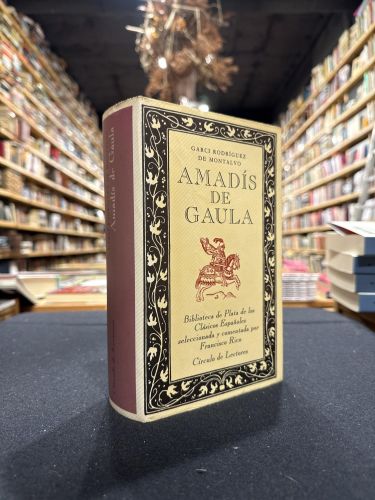 GARCI RODRÍGUEZ
DE MONTALVO
AMADÍS
DE
GAULA
Biblioteca de Plata de los
Clásicos Españoles
seleccionada y comentada por
Francisco Rico
Círculo de Lectores
Amadís de Gaula